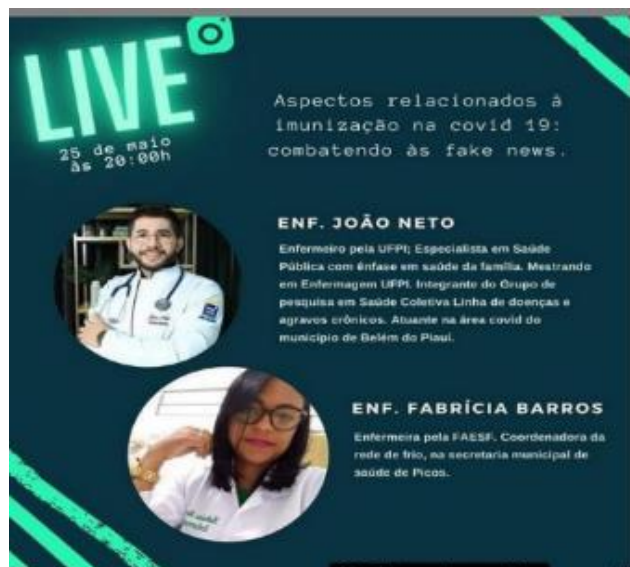 LIVE
25 de maio
às 20:00h
Aspectos relacionados à
imunização na covid 19:
combatendo às fake news.
ENF. JOÃO NETO
Enfermeiro pela UFPI; Especialista em Saúde
Pública com ênfase em saúde da família. Mestrando
em Enfermagem UFPI. Integrante do Grupo de
pesquisa em Saúde Coletiva Linha de doenças e
agravos crônicos. Atuante na área covid do
município de Belém do Piauí.
ENF. FABRÍCIA BARROS
Enfermeira pela FAESF. Coordenadora da
rede de frio, na secretaria municipal de
saúde de Picos.